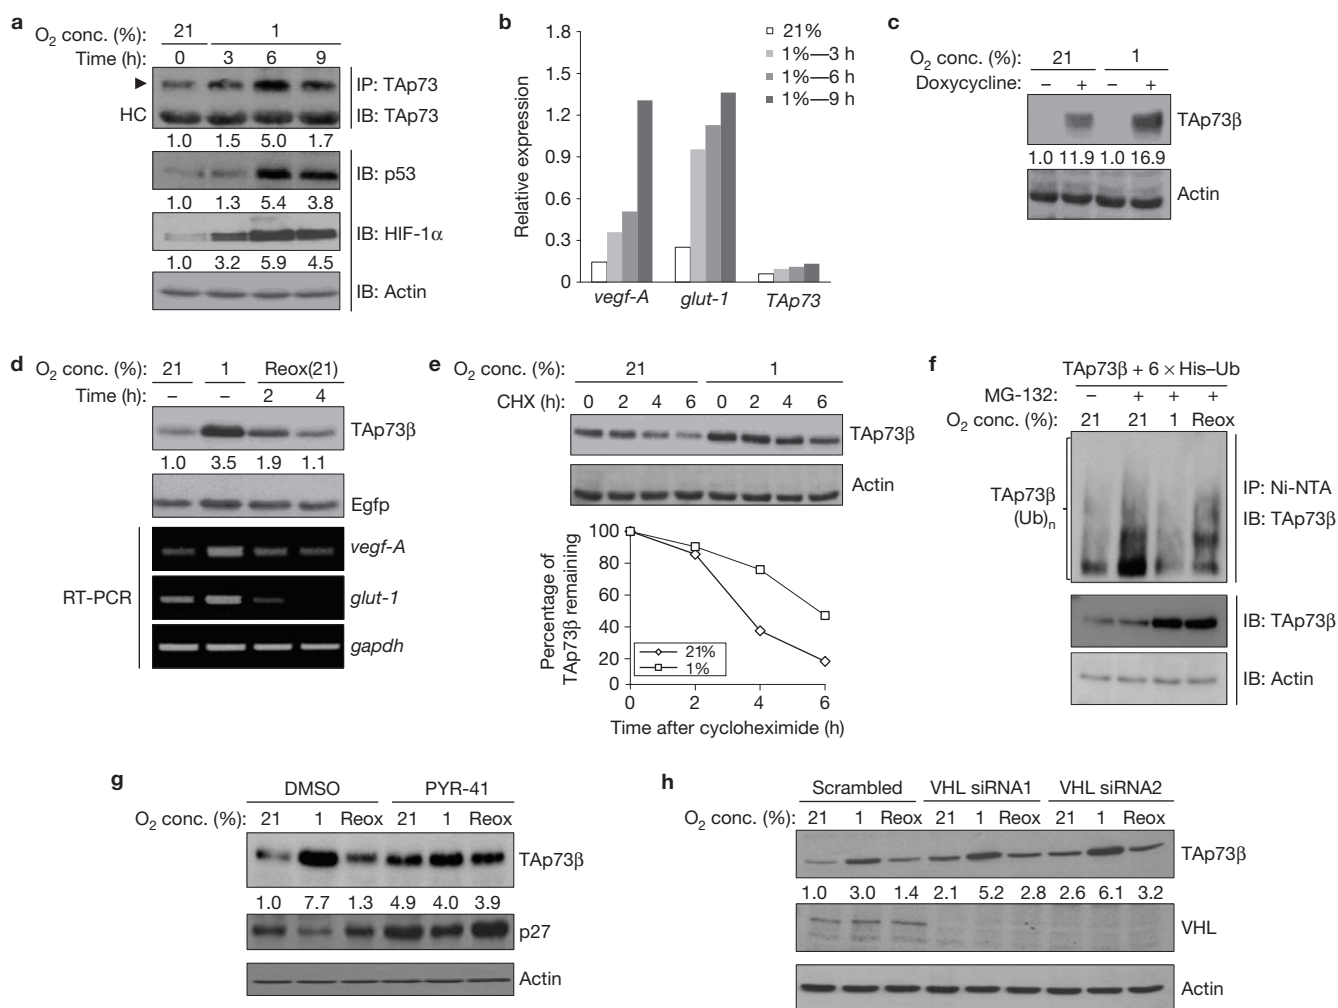 a
O2 conc. (%): 21 1
Time (h): 0 3 6 9
IP: TAp73
HC IB: TAp73
1.0 1.5 5.0 1.7
IB: p53
1.0 1.3 5.4 3.8
IB: HIF-1α
1.0 3.2 5.9 4.5
IB: Actin
b
1.8
1.5
1.2
0.9
0.6
0.3
0
Relative expression
21%
1%—3 h
1%—6 h
1%—9 h
vegf-A glut-1 TAp73
c
O2 conc. (%): 21 1
Doxycycline: – + – +
TAp73β
1.0 11.9 1.0 16.9
Actin
d
O2 conc. (%): 21 1 Reox(21)
Time (h): – – 2 4
TAp73β
1.0 3.5 1.9 1.1
Egfp
vegf-A
RT-PCR glut-1
gapdh
e
O2 conc. (%): 21 1
CHX (h): 0 2 4 6 0 2 4 6
TAp73β
Actin
100
80
60
40
20
0
Percentage of
TAp73β remaining
21%
1%
0 2 4 6
Time after cycloheximide (h)
f
TAp73β + 6 × His–Ub
MG-132: – + + +
O2 conc. (%): 21 21 1 Reox
TAp73β
(Ub)n
IP: Ni-NTA
IB: TAp73β
IB: TAp73β
IB: Actin
g
DMSO PYR-41
O2 conc. (%): 21 1 Reox 21 1 Reox
TAp73β
1.0 7.7 1.3 4.9 4.0 3.9
p27
Actin
h
Scrambled VHL siRNA1 VHL siRNA2
O2 conc. (%): 21 1 Reox 21 1 Reox 21 1 Reox
TAp73β
1.0 3.0 1.4 2.1 5.2 2.8 2.6 6.1 3.2
VHL
Actin